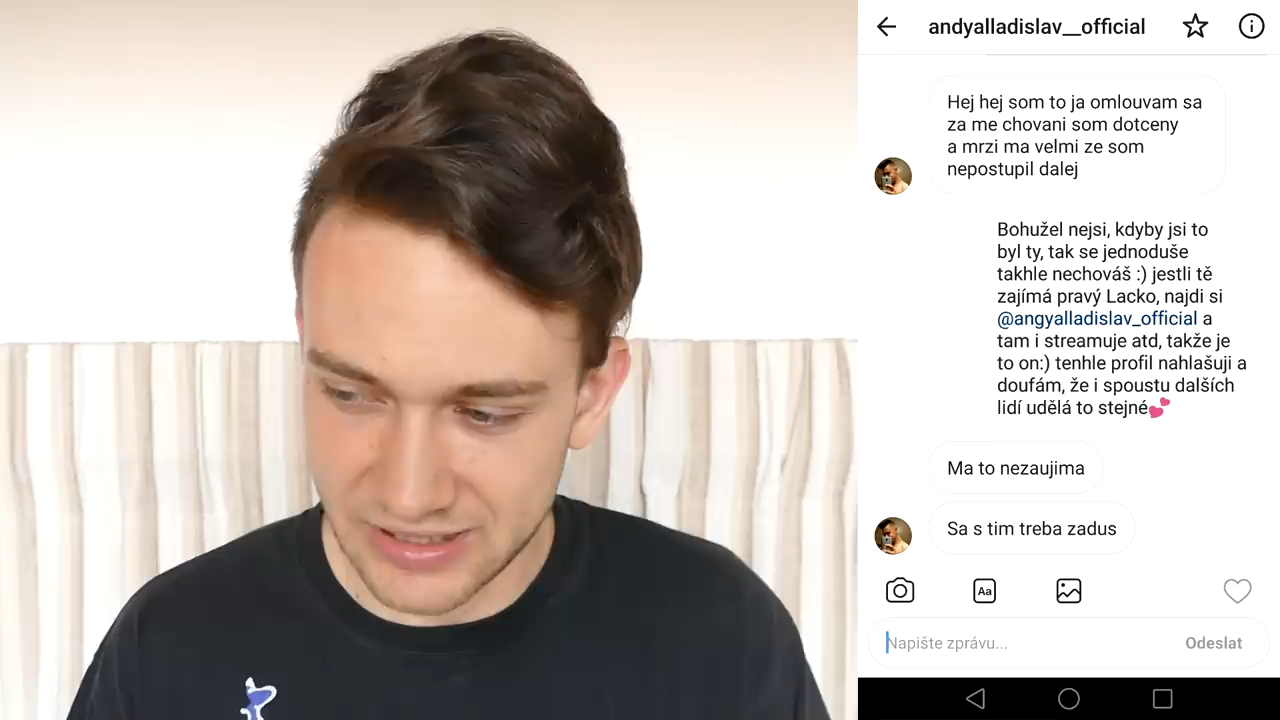 andyalladislav__official
Hej hej som to ja omlouvam sa
za me chovani som dotceny
a mrzi ma velmi ze som
nepostupil dalej
Bohužel nejsi, kdyby jsi to
byl ty, tak se jednoduše
takhle nechováš :) jestli tě
zajímá pravý Lacko, najdi si
@angyalladislav_official a
tam i streamuje atd, takže je
to on:) tenhle profil nahlašuji a
doufám, že i spoustu dalších
lidí udělá to stejné💕
Ma to nezaujima
Sa s tim treba zadus
Aa
Napište zprávu...
Odeslat